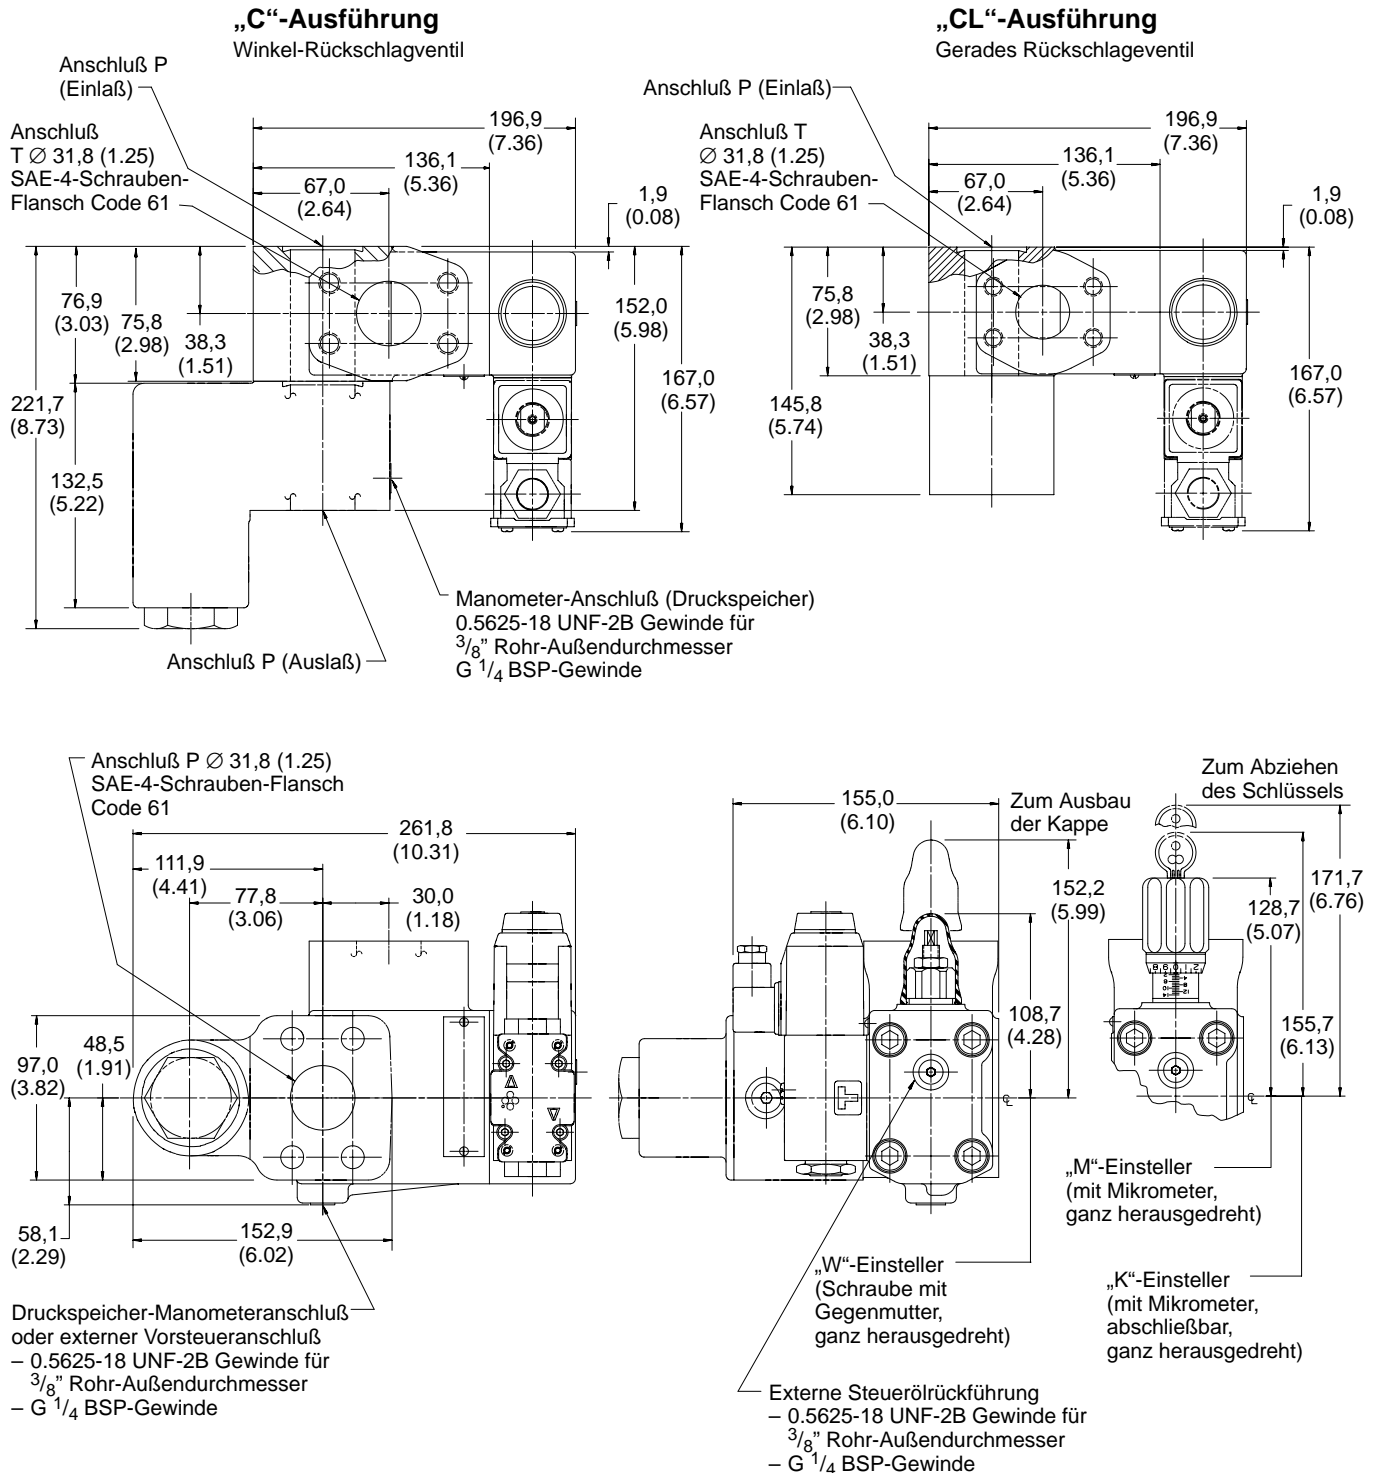 „C“-Ausführung
Winkel-Rückschlagventil
„CL“-Ausführung
Gerades Rückschlageventil
Anschluß P
(Einlaß)
Anschluß
T ∅ 31,8 (1.25)
SAE-4-Schrauben-
Flansch Code 61
196,9
(7.36)
136,1
(5.36)
67,0
(2.64)
1,9
(0.08)
76,9
(3.03)
75,8
(2.98)
38,3
(1.51)
152,0
(5.98)
167,0
(6.57)
221,7
(8.73)
132,5
(5.22)
Manometer-Anschluß (Druckspeicher)
0.5625-18 UNF-2B Gewinde für
3/8” Rohr-Außendurchmesser
G 1/4 BSP-Gewinde
Anschluß P (Auslaß)
Anschluß P (Einlaß)
Anschluß T
∅ 31,8 (1.25)
SAE-4-Schrauben-
Flansch Code 61
196,9
(7.36)
136,1
(5.36)
67,0
(2.64)
1,9
(0.08)
75,8
(2.98)
38,3
(1.51)
145,8
(5.74)
167,0
(6.57)
Anschluß P ∅ 31,8 (1.25)
SAE-4-Schrauben-Flansch
Code 61
261,8
(10.31)
111,9
(4.41)
77,8
(3.06)
30,0
(1.18)
97,0
(3.82)
48,5
(1.91)
58,1
(2.29)
152,9
(6.02)
Druckspeicher-Manometeranschluß
oder externer Vorsteueranschluß
– 0.5625-18 UNF-2B Gewinde für
3/8” Rohr-Außendurchmesser
– G 1/4 BSP-Gewinde
155,0
(6.10)
Zum Ausbau
der Kappe
152,2
(5.99)
108,7
(4.28)
T
„W“-Einsteller
(Schraube mit
Gegenmutter,
ganz herausgedreht)
Externe Steuerölrückführung
– 0.5625-18 UNF-2B Gewinde für
3/8” Rohr-Außendurchmesser
– G 1/4 BSP-Gewinde
Zum Abziehen
des Schlüssels
171,7
(6.76)
128,7
(5.07)
155,7
(6.13)
„M“-Einsteller
(mit Mikrometer,
ganz herausgedreht)
„K“-Einsteller
(mit Mikrometer,
abschließbar,
ganz herausgedreht)